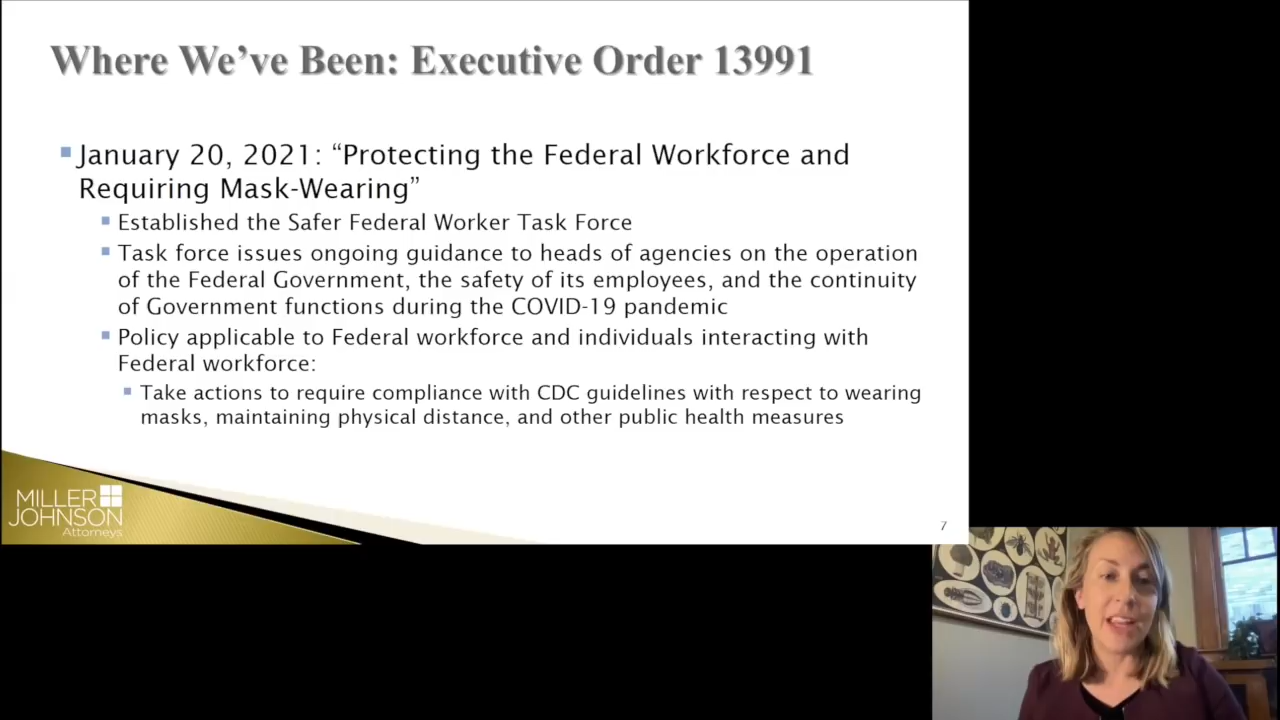 Where We’ve Been: Executive Order 13991
January 20, 2021: “Protecting the Federal Workforce and
Requiring Mask-Wearing”
Established the Safer Federal Worker Task Force
Task force issues ongoing guidance to heads of agencies on the operation
of the Federal Government, the safety of its employees, and the continuity
of Government functions during the COVID-19 pandemic
Policy applicable to Federal workforce and individuals interacting with
Federal workforce:
Take actions to require compliance with CDC guidelines with respect to wearing
masks, maintaining physical distance, and other public health measures
MILLER
JOHNSON
Attorneys
7